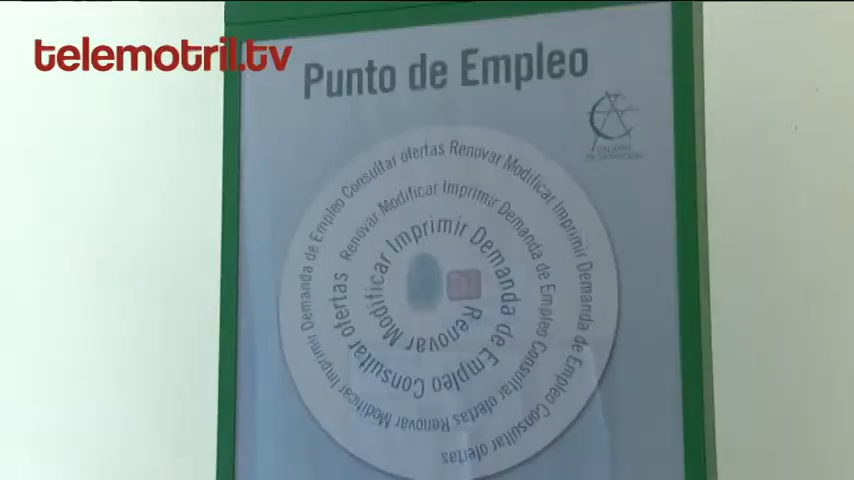 telemotril.tv
Punto de Empleo
Imprimir Demanda de Empleo Consultar ofertas Renovar Modificar Imprimir Demanda de Empleo Consultar ofertas
Renovar Modificar Imprimir Demanda de Empleo Consultar ofertas Renovar Modificar
Renovar Modificar Imprimir Demanda de Empleo Consultar ofertas